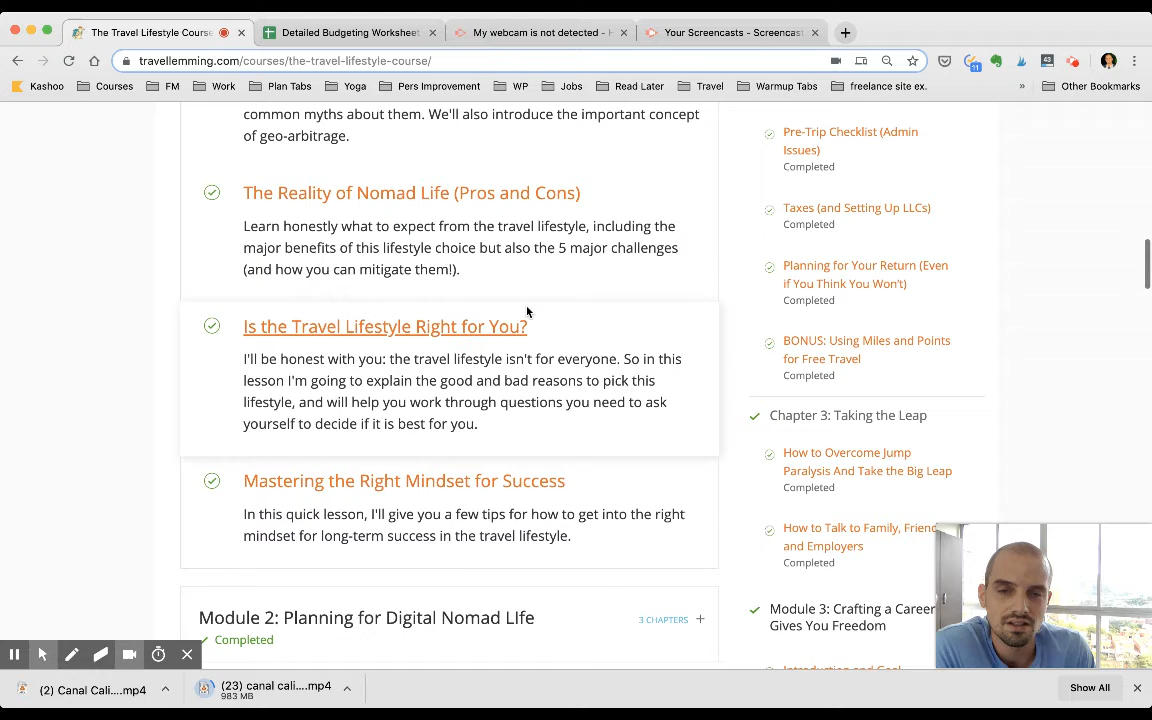 The Travel Lifestyle Cours
Detailed Budgeting Worksheet
My webcam is not detected - H
Your Screencasts - Screencast
travellemming.com/courses/the-travel-lifestyle-course/
21
43
Kashoo
Courses
FM
Work
Plan Tabs
Yoga
Pers Improvement
WP
Jobs
Read Later
Travel
Warmup Tabs
freelance site ex.
»
Other Bookmarks
common myths about them. We'll also introduce the important concept
of geo-arbitrage.
The Reality of Nomad Life (Pros and Cons)
Learn honestly what to expect from the travel lifestyle, including the
major benefits of this lifestyle choice but also the 5 major challenges
(and how you can mitigate them!).
Is the Travel Lifestyle Right for You?
I'll be honest with you: the travel lifestyle isn't for everyone. So in this
lesson I'm going to explain the good and bad reasons to pick this
lifestyle, and will help you work through questions you need to ask
yourself to decide if it is best for you.
Mastering the Right Mindset for Success
In this quick lesson, I'll give you a few tips for how to get into the right
mindset for long-term success in the travel lifestyle.
Module 2: Planning for Digital Nomad LIfe
3 CHAPTERS +
Completed
Pre-Trip Checklist (Admin
Issues)
Completed
Taxes (and Setting Up LLCs)
Completed
Planning for Your Return (Even
if You Think You Won't)
Completed
BONUS: Using Miles and Points
for Free Travel
Completed
Chapter 3: Taking the Leap
How to Overcome Jump
Paralysis And Take the Big Leap
Completed
How to Talk to Family, Friend
and Employers
Completed
Module 3: Crafting a Career
Gives You Freedom
Introduction and Goal
(2) Canal Cali....mp4
(23) canal cali....mp4
983 MB
Show All